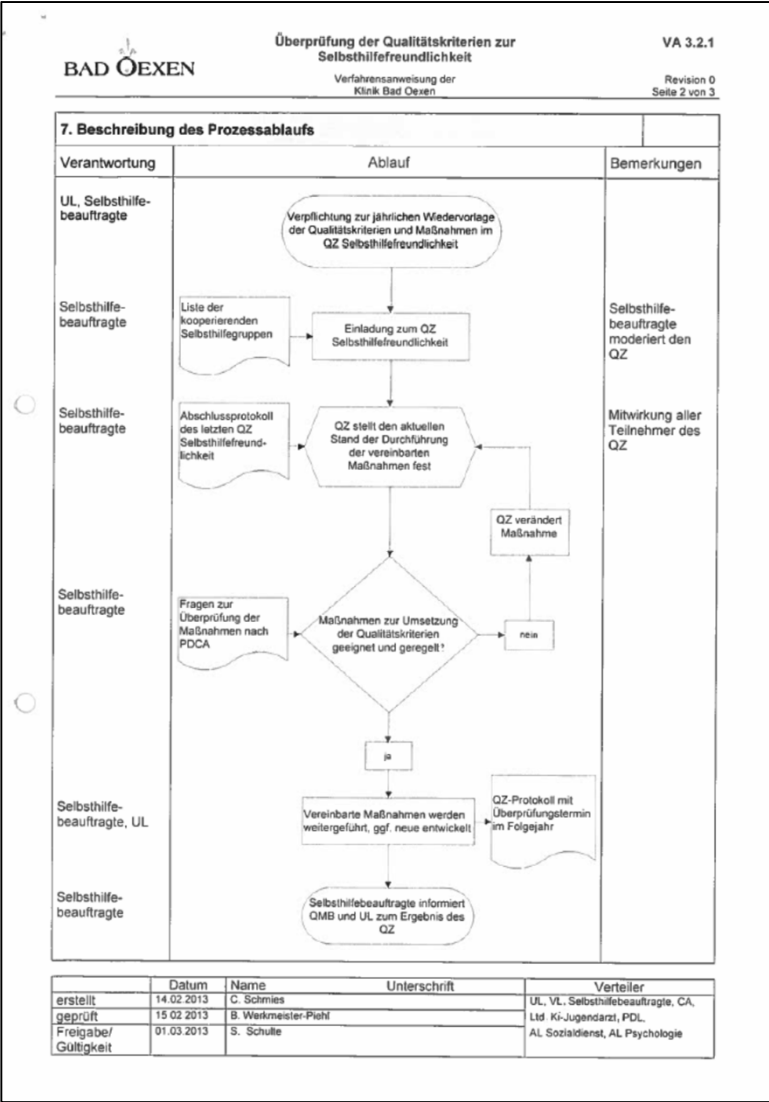 BAD OEXEN
Überprüfung der Qualitätskriterien zur
Selbsthilfefreundlichkeit
Verfahrensanweisung der
Klinik Bad Oexen
VA 3.2.1
Revision 0
Seite 2 von 3
7. Beschreibung des Prozessablaufs
Verantwortung
Ablauf
Bemerkungen
UL, Selbsthilfe-
beauftragte
Verpflichtung zur jährlichen Wiedervorlage
der Qualitätskriterien und Maßnahmen im
QZ Selbsthilfefreundlichkeit
Selbsthilfe-
beauftragte
Liste der
kooperierenden
Selbsthilfegruppen
Einladung zum QZ
Selbsthilfefreundlichkeit
Selbsthilfe-
beauftragte
moderiert den
QZ
Selbsthilfe-
beauftragte
Abschlussprotokoll
des letzten QZ
Selbsthilfefreund-
lichkeit
QZ stellt den aktuellen
Stand der Durchführung
der vereinbarten
Maßnahmen fest
Mitwirkung aller
Teilnehmer des
QZ
QZ verändert
Maßnahme
Selbsthilfe-
beauftragte
Fragen zur
Überprüfung der
Maßnahmen nach
PDCA
Maßnahmen zur Umsetzung
der Qualitätskriterien
geeignet und geregelt?
nein
ja
Selbsthilfe-
beauftragte, UL
Vereinbarte Maßnahmen werden
weitergeführt, ggf. neue entwickelt
QZ-Protokoll mit
Überprüfungstermin
im Folgejahr
Selbsthilfe-
beauftragte
Selbsthilfebeauftragte informiert
QMB und UL zum Ergebnis des
QZ
Datum Name Unterschrift Verteiler
erstellt 14.02.2013 C. Schmies UL, VL, Selbsthilfebeauftragte, CA,
geprüft 15 02 2013 B. Werkmeister-Piehl Ltd. Ki-Jugendarzt, PDL,
Freigabe/ 01.03.2013 S. Schulte AL Sozialdienst, AL Psychologie
Gültigkeit